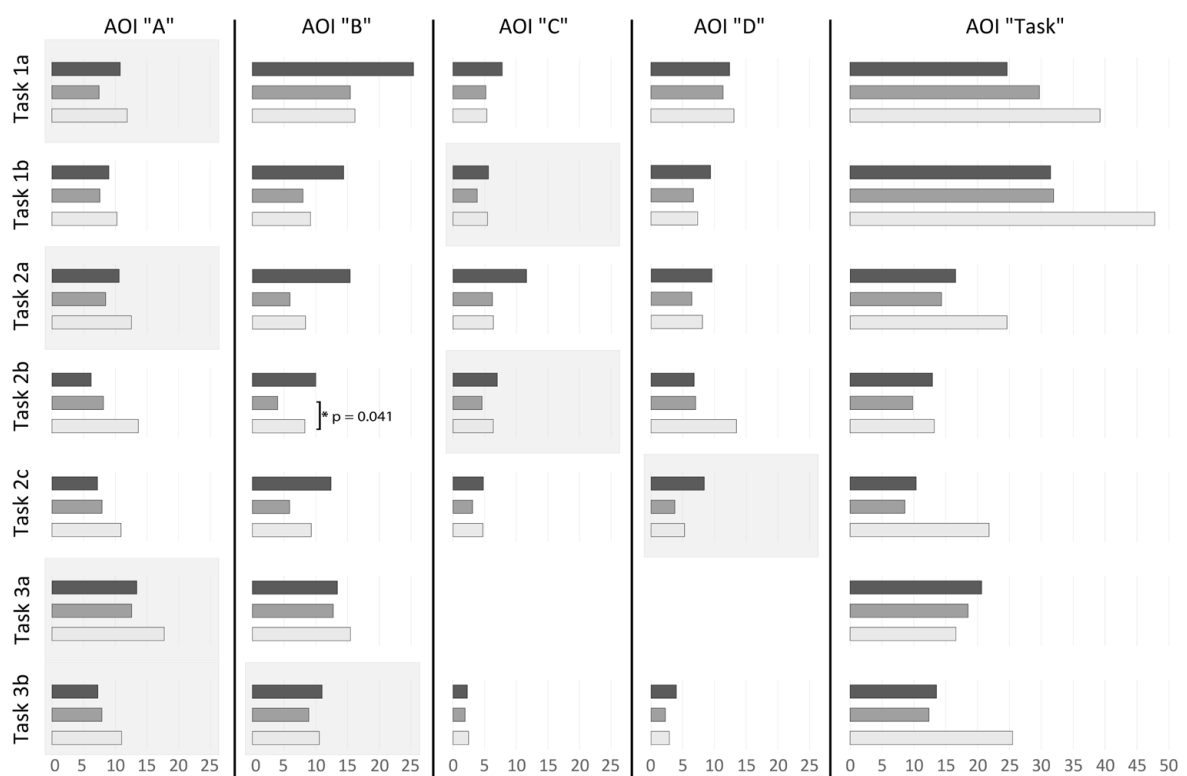 AOI "A" AOI "B" AOI "C" AOI "D" AOI "Task"
Task 1a
Task 1b
Task 2a
Task 2b
* p = 0.041
Task 2c
Task 3a
Task 3b
0 5 10 15 20 25 0 5 10 15 20 25 0 5 10 15 20 25 0 5 10 15 20 25 0 5 10 15 20 25 30 35 40 45 50